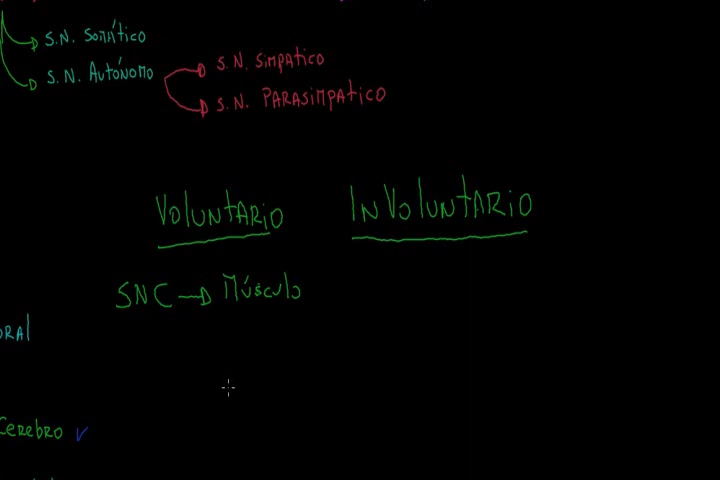 S.N. Somático
S.N. Autónomo
S.N. Simpatico
S.N. Parasimpatico
Voluntario
Involuntario
SNC → Músculo
oral
Cerebro ✓